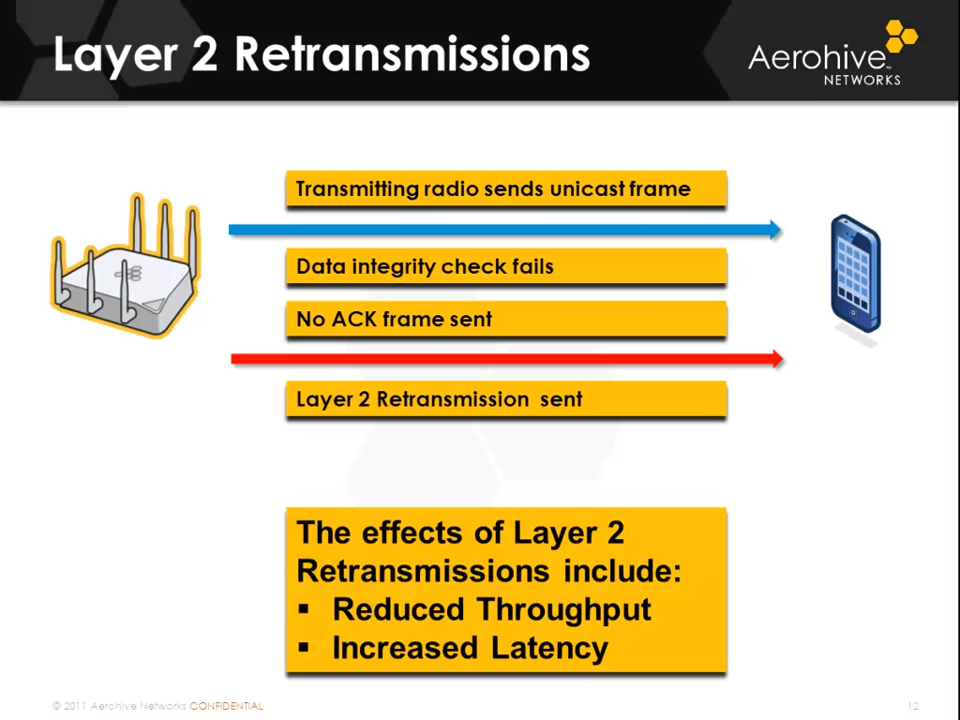 Layer 2 Retransmissions
Aerohive
NETWORKS
Transmitting radio sends unicast frame
Data integrity check fails
No ACK frame sent
Layer 2 Retransmission sent
The effects of Layer 2
Retransmissions include:
▪ Reduced Throughput
▪ Increased Latency
© 2011 Aerohive Networks CONFIDENTIAL
12